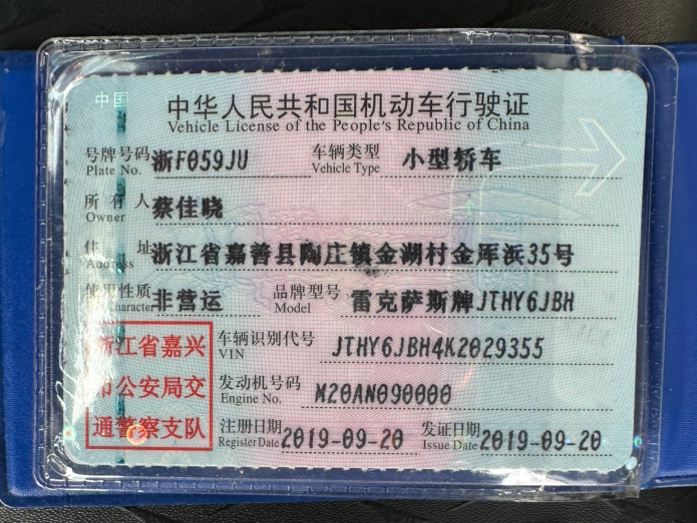 中国
中华人民共和国机动车行驶证
Vehicle License of the People's Republic of China
号牌号码 浙F059JU 车辆类型 小型轿车
Plate No. Vehicle Type
所有人 蔡佳晓
Owner
住址 浙江省嘉善县陶庄镇金湖村金厍浜35号
Address
使用性质 非营运 品牌型号 雷克萨斯牌JTHY6JBH
Character Model
浙江省嘉兴 车辆识别代号 JTHY6JBH4K2029355
VIN
市公安局交 发动机号码 M20AN090000
Engine No.
通警察支队 注册日期 2019-09-20 发证日期 2019-09-20
Register Date Issue Date